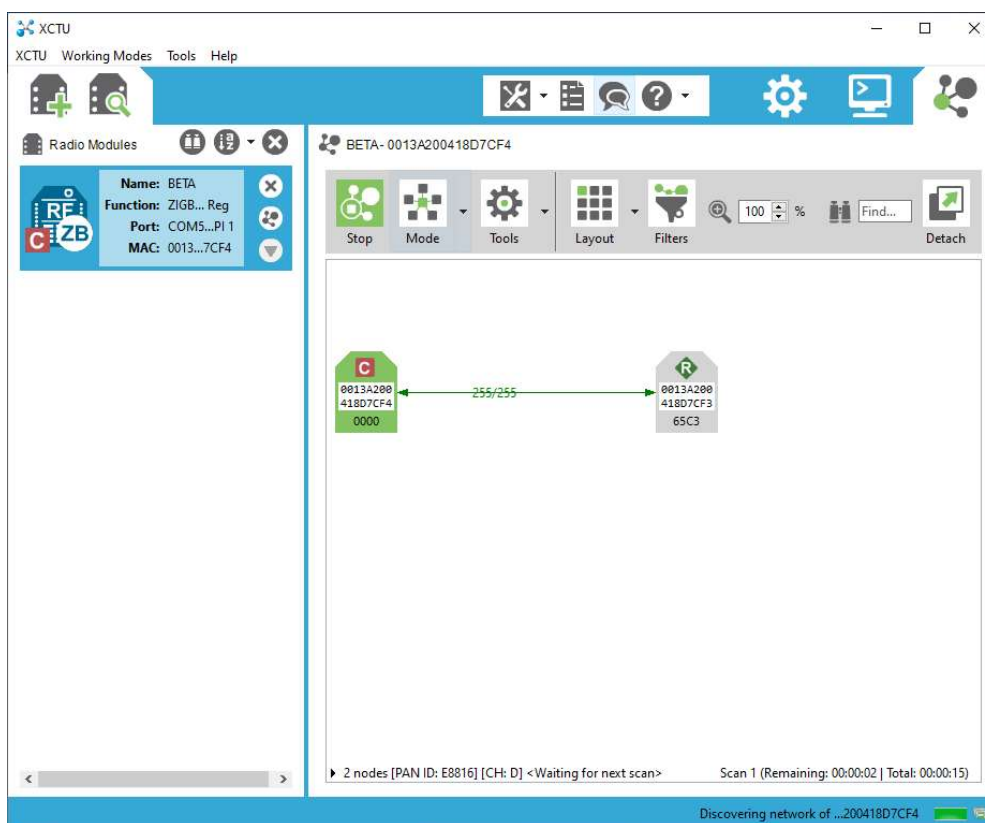 XCTU
XCTU Working Modes Tools Help
Radio Modules
BETA- 0013A200418D7CF4
Name: BETA
Function: ZIGB... Reg
Port: COM5...PI 1
MAC: 0013...7CF4
RF
C ZB
Stop
Mode
Tools
Layout
Filters
100 %
Find...
Detach
C
0013A200
418D7CF4
0000
255/255
R
0013A200
418D7CF3
65C3
2 nodes [PAN ID: E8816] [CH: D] <Waiting for next scan>
Scan 1 (Remaining: 00:00:02 | Total: 00:00:15)
Discovering network of ...200418D7CF4